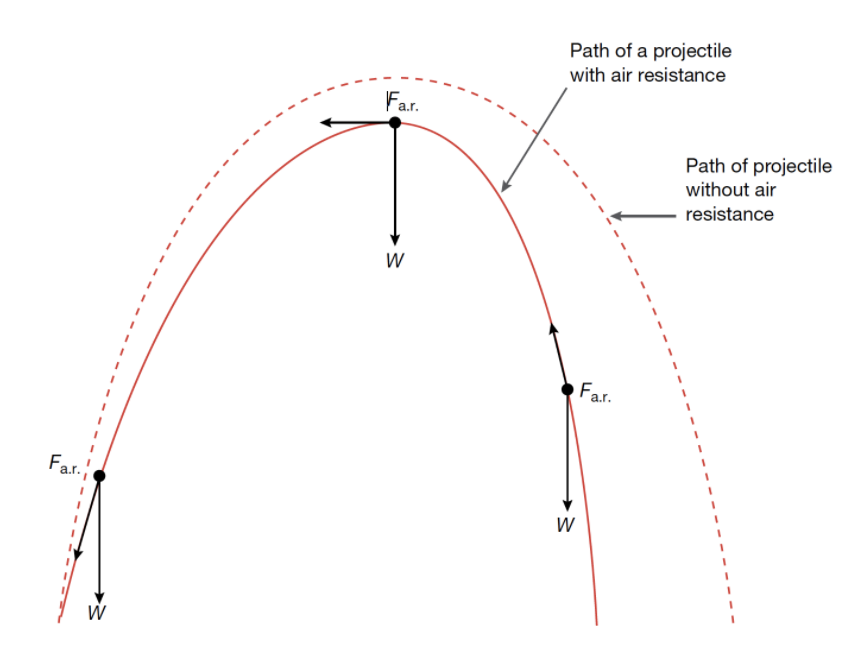 Path of a projectile
with air resistance
Fa.r.
Path of projectile
without air
resistance
W
Fa.r.
Fa.r.
W
W